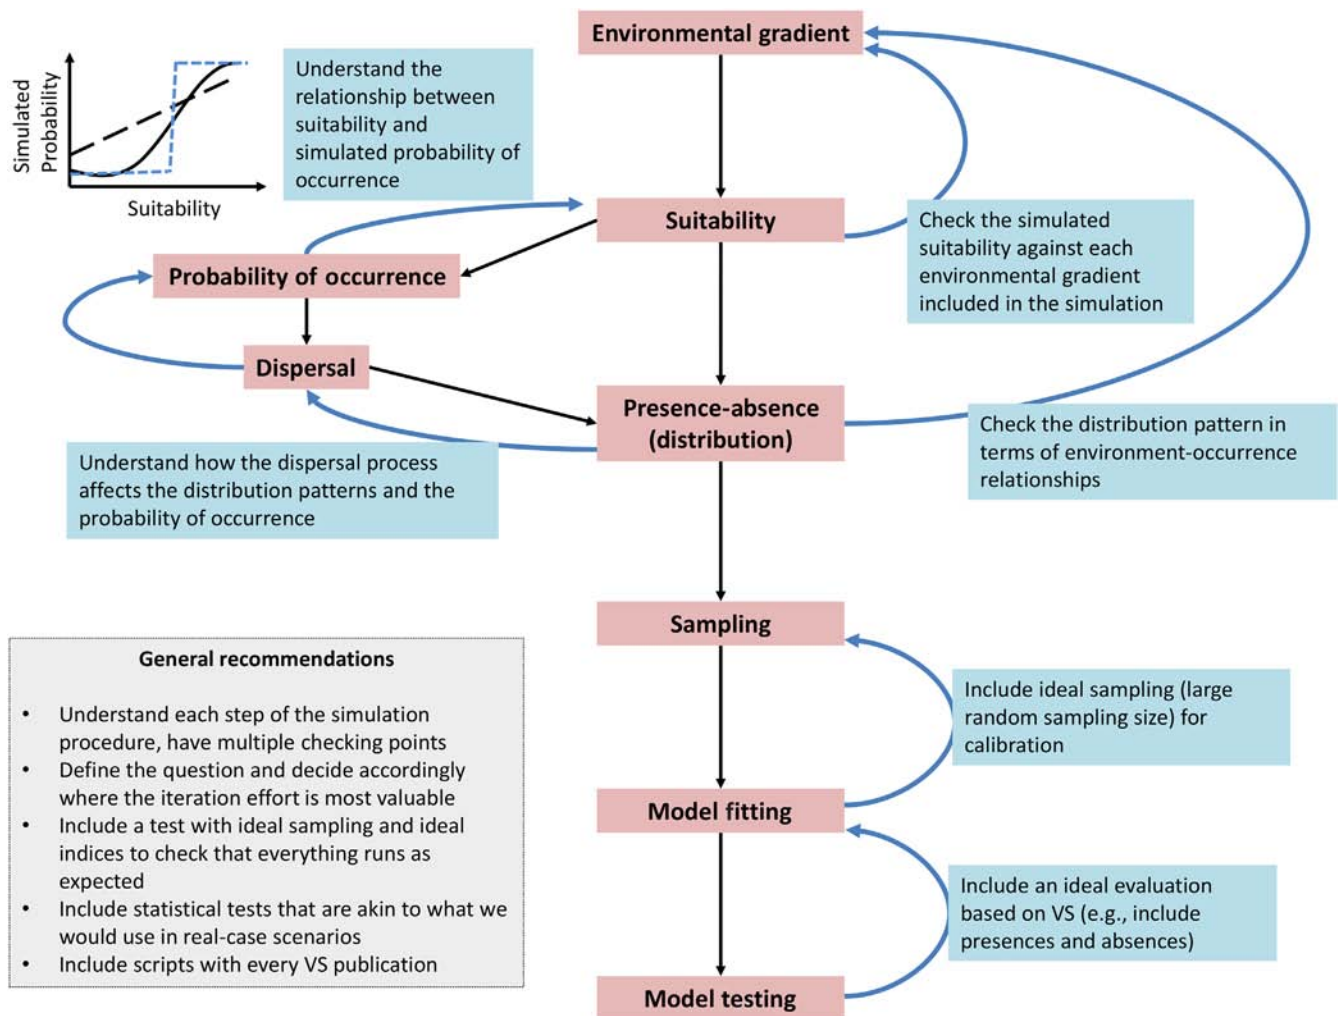 Environmental gradient
Simulated
Probability
Suitability
Understand the
relationship between
suitability and
simulated probability of
occurrence
Suitability
Check the simulated
suitability against each
environmental gradient
included in the simulation
Probability of occurrence
Dispersal
Presence-absence
(distribution)
Check the distribution pattern in
terms of environment-occurrence
relationships
Understand how the dispersal process
affects the distribution patterns and the
probability of occurrence
Sampling
Include ideal sampling (large
random sampling size) for
calibration
Model fitting
Include an ideal evaluation
based on VS (e.g., include
presences and absences)
Model testing
General recommendations
• Understand each step of the simulation
procedure, have multiple checking points
• Define the question and decide accordingly
where the iteration effort is most valuable
• Include a test with ideal sampling and ideal
indices to check that everything runs as
expected
• Include statistical tests that are akin to what we
would use in real-case scenarios
• Include scripts with every VS publication